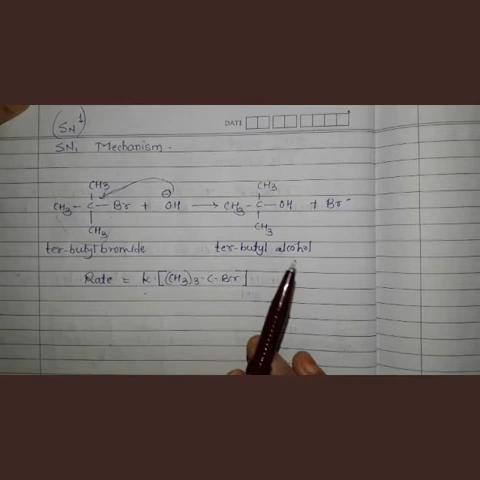 SN1
DATE
SN1 Mechanism -
CH3 CH3
CH3 - C - Br + OH⊖ → CH3 - C - OH + Br-
CH3 CH3
ter-butyl bromide ter-butyl alcohol
Rate = k [(CH3)3-C-Br]